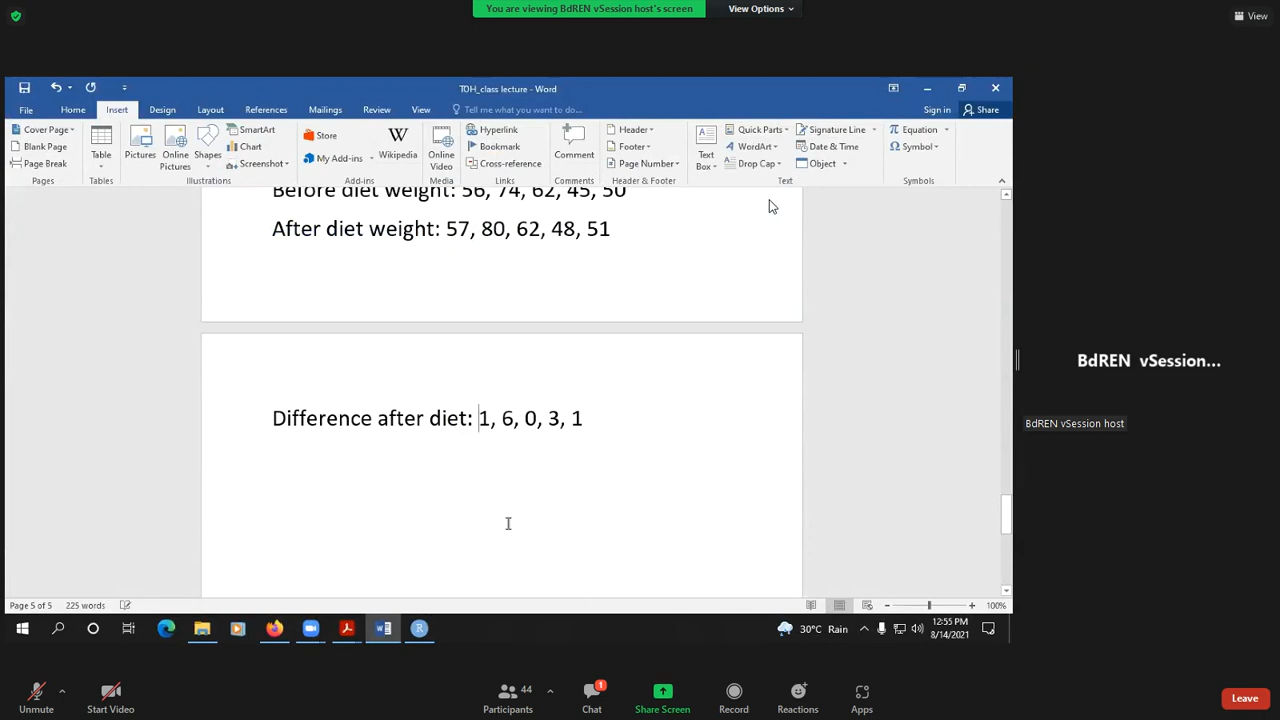 You are viewing BdREN vSession host's screen
View Options
View
TOH_class lecture - Word
File Home Insert Design Layout References Mailings Review View Tell me what you want to do... Sign in Share
Cover Page
Blank Page
Page Break
Pages
Table
Tables
Pictures
Online Pictures
Shapes
SmartArt
Chart
Screenshot
Illustrations
Store
My Add-ins
Wikipedia
Add-ins
Online Video
Media
Hyperlink
Bookmark
Cross-reference
Links
Comment
Comments
Header
Footer
Page Number
Header & Footer
Text Box
Quick Parts
WordArt
Drop Cap
Signature Line
Date & Time
Object
Text
Equation
Symbol
Symbols
Before diet weight: 56, 74, 62, 45, 50
After diet weight: 57, 80, 62, 48, 51
Difference after diet: 1, 6, 0, 3, 1
BdREN vSession...
BdREN vSession host
Page 5 of 5 225 words 100%
30°C Rain
12:55 PM
8/14/2021
Unmute Start Video Participants 44 Chat 1 Share Screen Record Reactions Apps Leave